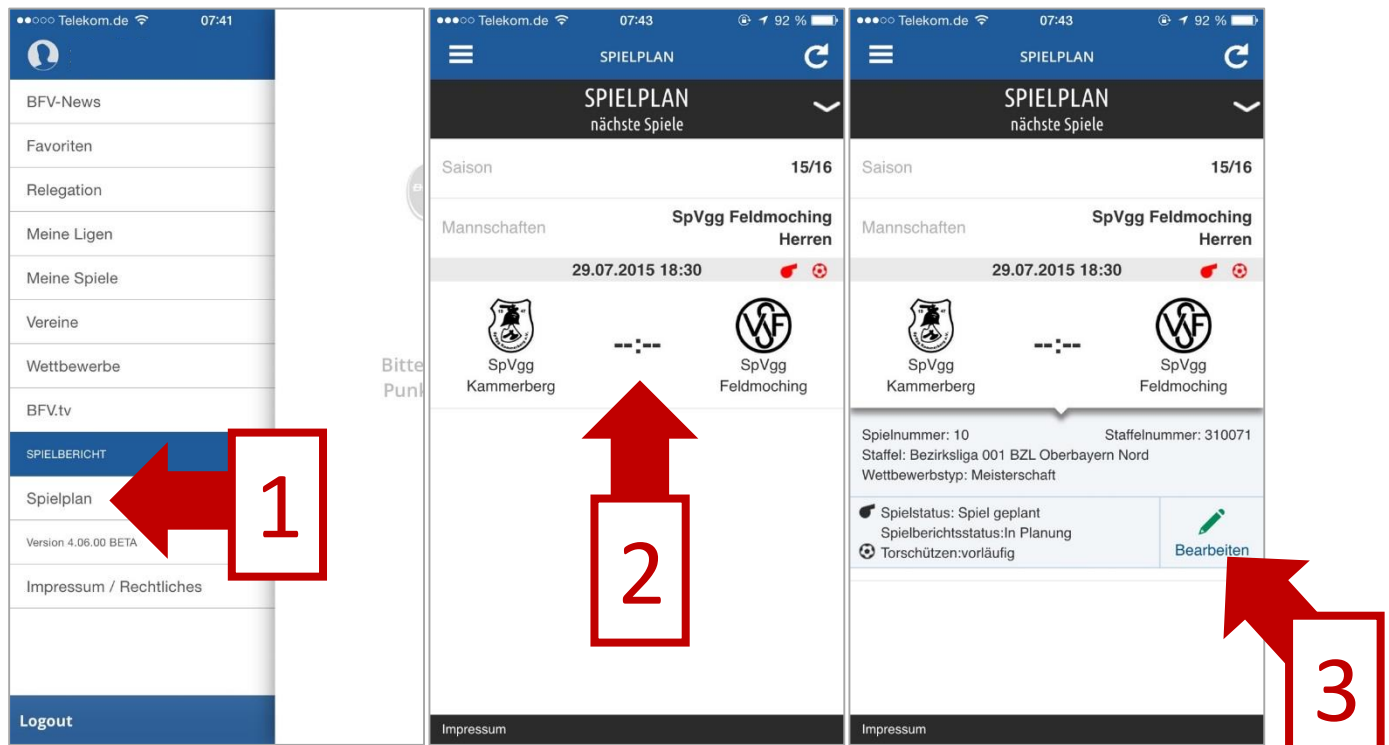 Telekom.de 07:41
BFV-News
Favoriten
Relegation
Meine Ligen
Meine Spiele
Vereine
Wettbewerbe
BFV.tv
SPIELBERICHT
Spielplan
Version 4.06.00 BETA
Impressum / Rechtliches
Logout
Bitte
1
Telekom.de 07:43 92 %
SPIELPLAN
SPIELPLAN
nächste Spiele
Saison 15/16
Mannschaften SpVgg Feldmoching
Herren
29.07.2015 18:30
--:--
SpVgg SpVgg
Kammerberg Feldmoching
2
Impressum
Telekom.de 07:43 92 %
SPIELPLAN
SPIELPLAN
nächste Spiele
Saison 15/16
Mannschaften SpVgg Feldmoching
Herren
29.07.2015 18:30
--:--
SpVgg SpVgg
Kammerberg Feldmoching
Spielnummer: 10 Staffelnummer: 310071
Staffel: Bezirksliga 001 BZL Oberbayern Nord
Wettbewerbstyp: Meisterschaft
Spielstatus: Spiel geplant
Spielberichtsstatus:In Planung
Torschützen:vorläufig
Bearbeiten
3
Impressum